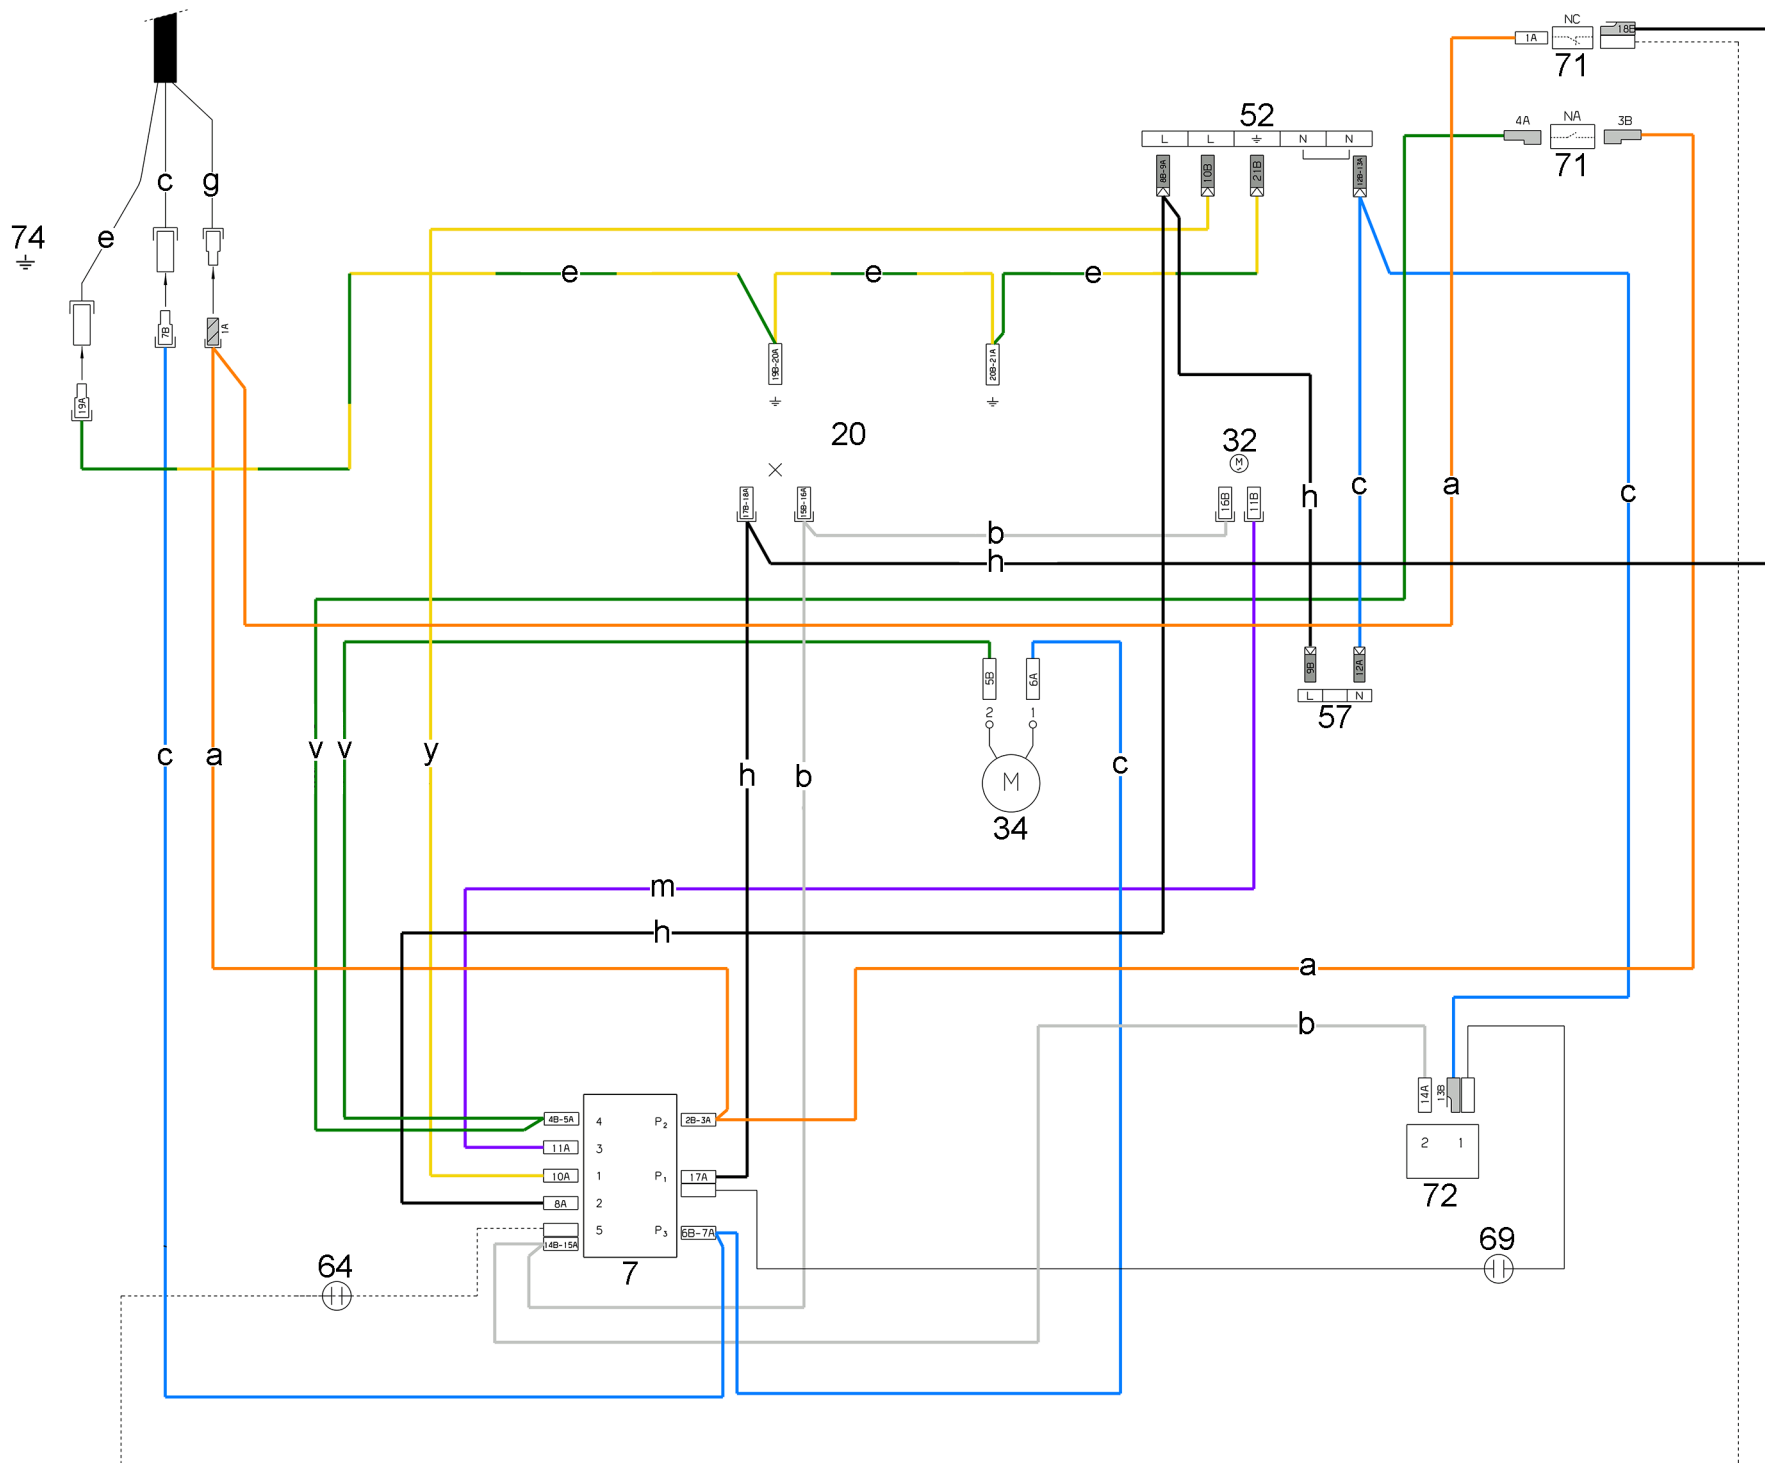 NC
1A
18B
71
52
4A
NA
3B
L L N N
71
8B-9A
10B
21B
12B-13A
c
g
74
e
e
e
e
7B
1A
19B-20A
20B-21A
19A
20
32
M
17B-18A
15B-16A
16B
11B
h
c
a
c
b
h
5B
6A
9B
12A
2
1
L N
57
c
a
v
v
y
h
b
M
c
34
m
h
a
b
14A
13B
4B-5A
4
P2
2B-3A
11A
3
2
1
10A
1
P1
17A
8A
2
72
5
P3
6B-7A
14B-15A
69
64
7